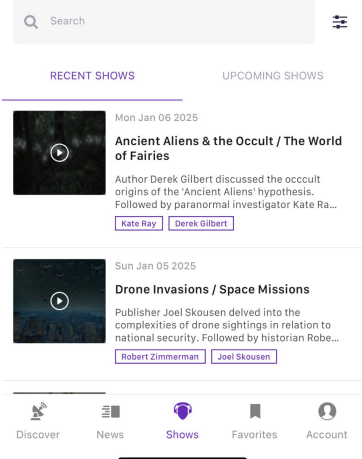 Search
RECENT SHOWS
UPCOMING SHOWS
Mon Jan 06 2025
Ancient Aliens & the Occult / The World
of Fairies
Author Derek Gilbert discussed the occcult
origins of the 'Ancient Aliens' hypothesis.
Followed by paranormal investigator Kate Ra...
Kate Ray
Derek Gilbert
Sun Jan 05 2025
Drone Invasions / Space Missions
Publisher Joel Skousen delved into the
complexities of drone sightings in relation to
national security. Followed by historian Robe...
Robert Zimmerman
Joel Skousen
Discover
News
Shows
Favorites
Account